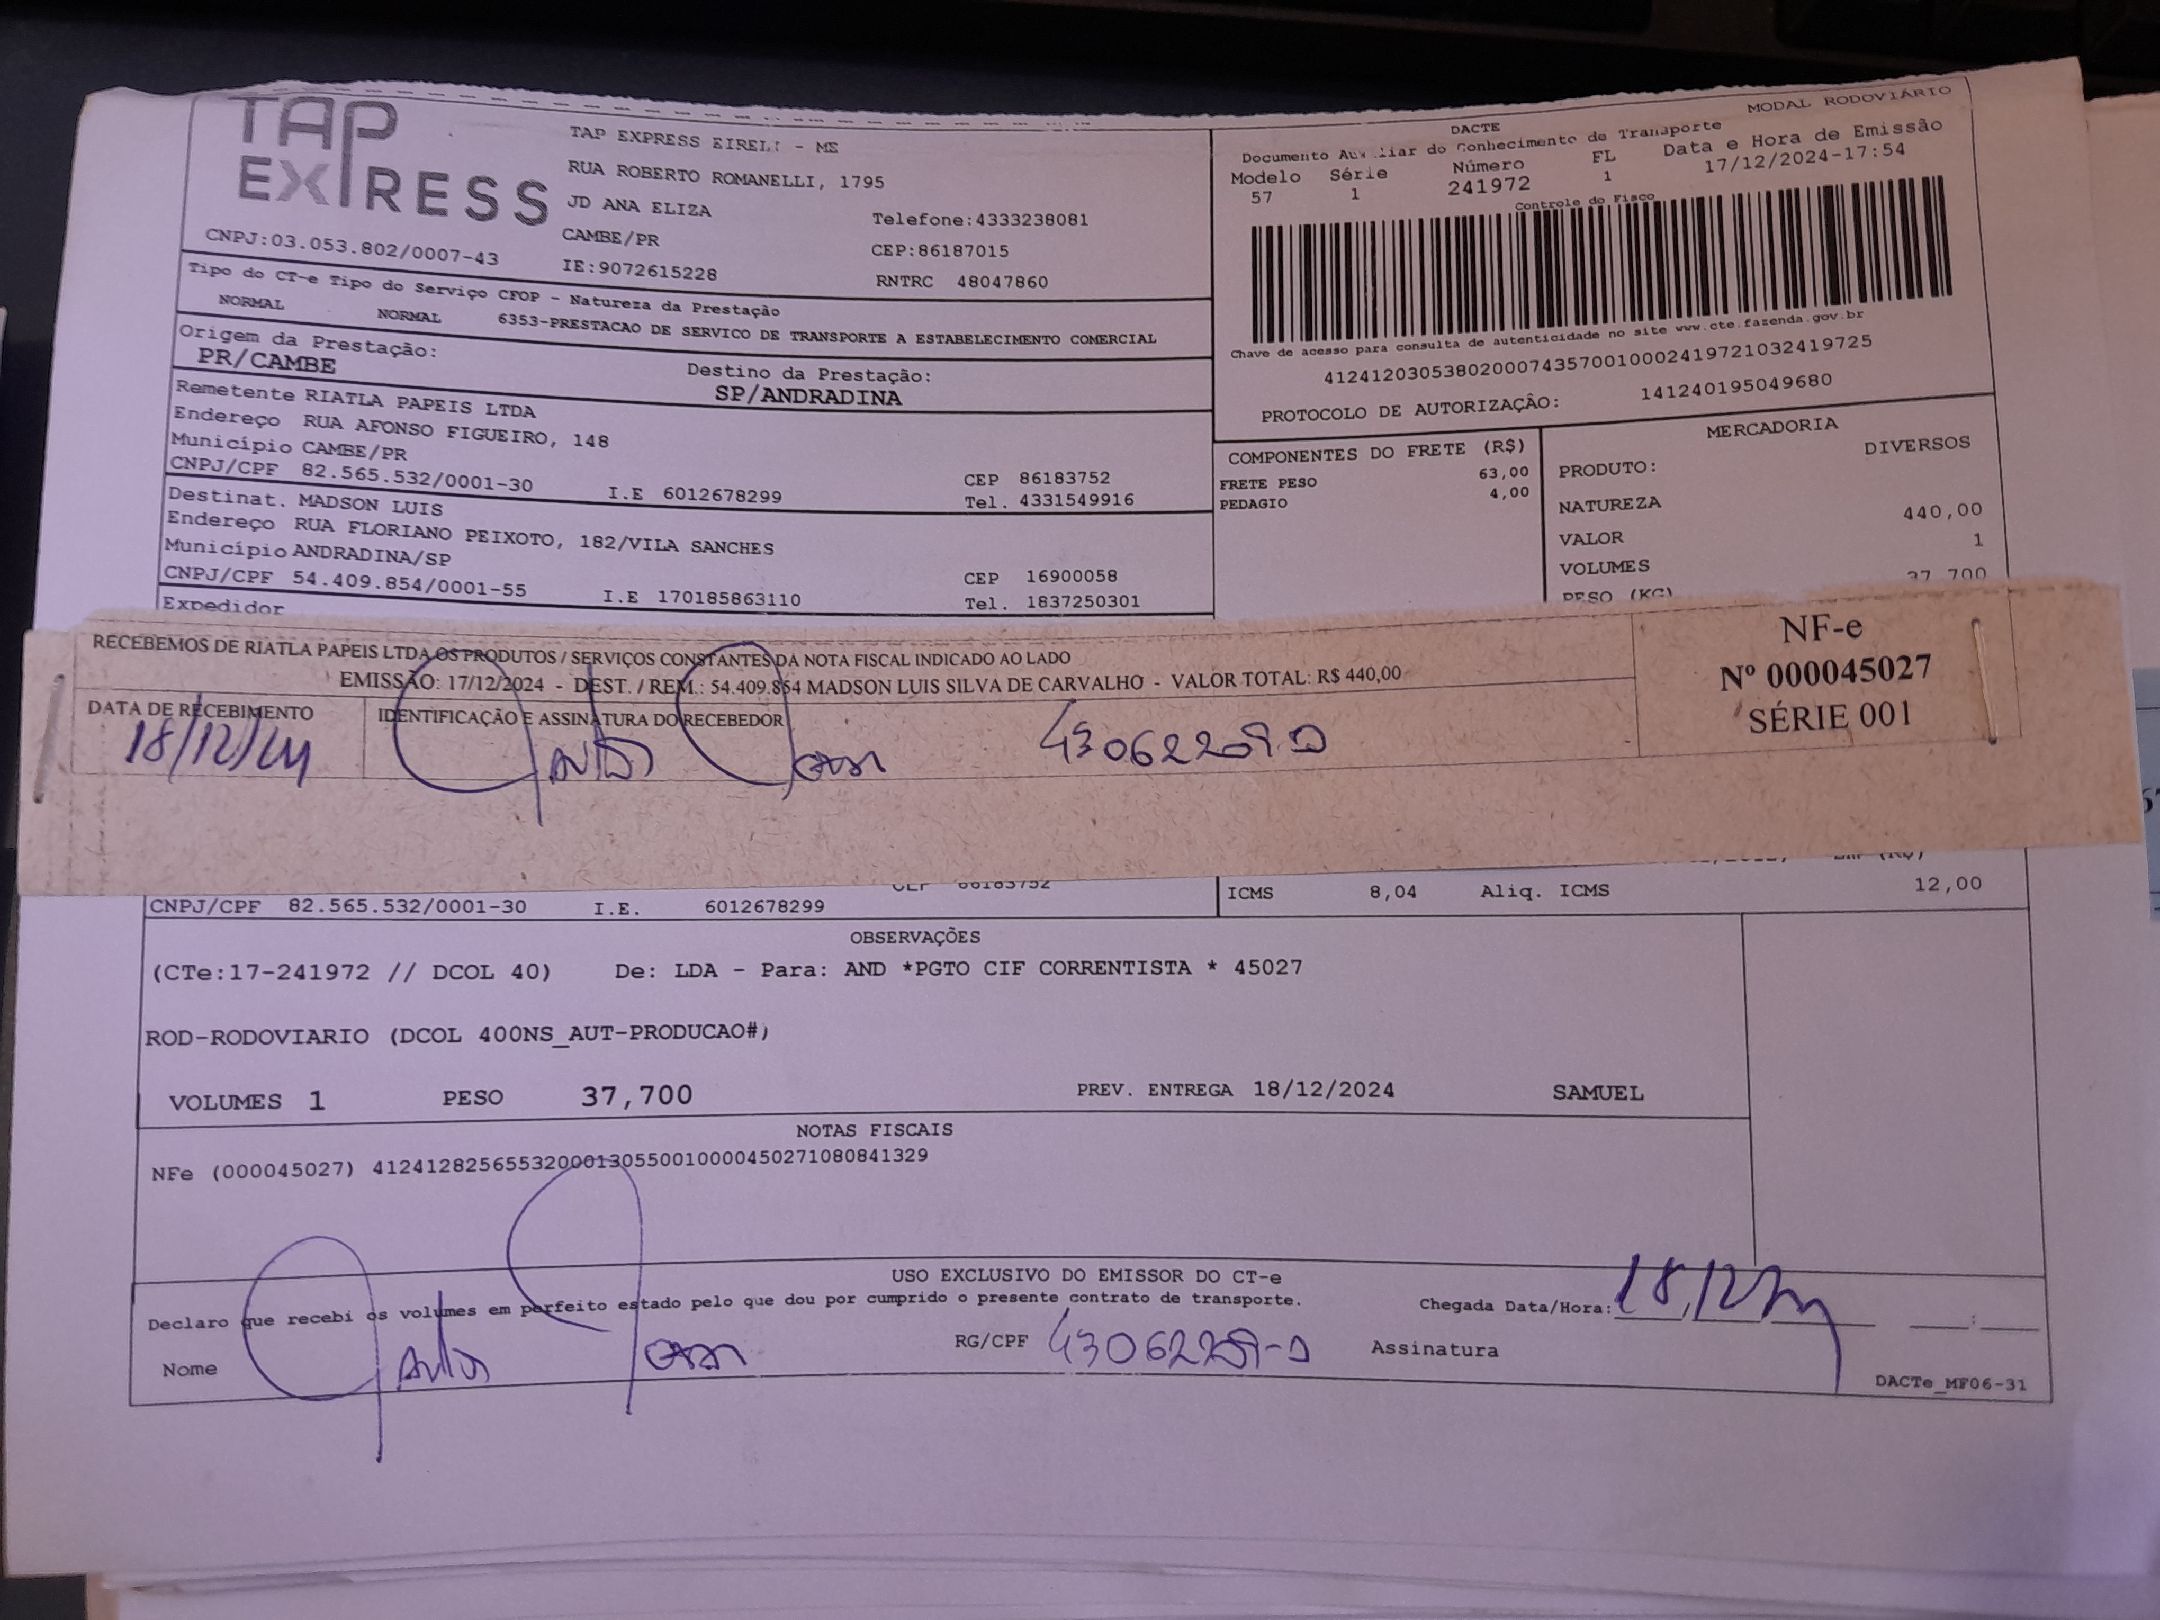 TAP EXPRESS
TAP EXPRESS EIRELI - ME
RUA ROBERTO ROMANELLI, 1795
JD ANA ELIZA
Telefone:4333238081
CAMBE/PR
CEP:86187015
CNPJ:03.053.802/0007-43
IE:9072615228
RNTRC 48047860
MODAL RODOVIÁRIO
DACTE
Documento Auxiliar do Conhecimento de Transporte
Modelo Série Número FL Data e Hora de Emissão
57 1 241972 1 17/12/2024-17:54
Controle do Fisco
Chave de acesso para consulta de autenticidade no site www.cte.fazenda.gov.br
41241203053802000743570010002419721032419725
PROTOCOLO DE AUTORIZAÇÃO: 141240195049680
Tipo do CT-e Tipo do Serviço CFOP - Natureza da Prestação
NORMAL NORMAL 6353-PRESTACAO DE SERVICO DE TRANSPORTE A ESTABELECIMENTO COMERCIAL
Origem da Prestação: Destino da Prestação:
PR/CAMBE SP/ANDRADINA
Remetente RIATLA PAPEIS LTDA
Endereço RUA AFONSO FIGUEIRO, 148
Município CAMBE/PR CEP 86183752
CNPJ/CPF 82.565.532/0001-30 I.E 6012678299 Tel. 4331549916
Destinat. MADSON LUIS
Endereço RUA FLORIANO PEIXOTO, 182/VILA SANCHES
Município ANDRADINA/SP CEP 16900058
CNPJ/CPF 54.409.854/0001-55 I.E 170185863110 Tel. 1837250301
Expedidor
COMPONENTES DO FRETE (R$)
FRETE PESO 63,00
PEDAGIO 4,00
MERCADORIA
PRODUTO: DIVERSOS
NATUREZA
VALOR 440,00
VOLUMES 1
PESO (KG) 37,700
RECEBEMOS DE RIATLA PAPEIS LTDA OS PRODUTOS / SERVIÇOS CONSTANTES DA NOTA FISCAL INDICADO AO LADO
EMISSÃO: 17/12/2024 - DEST. / REM.: 54.409.854 MADSON LUIS SILVA DE CARVALHO - VALOR TOTAL: R$ 440,00
DATA DE RECEBIMENTO IDENTIFICAÇÃO E ASSINATURA DO RECEBEDOR
18/12/24
NF-e
Nº 000045027
SÉRIE 001
CEP 86183752
CNPJ/CPF 82.565.532/0001-30 I.E. 6012678299
ICMS 8,04 Aliq. ICMS 12,00
OBSERVAÇÕES
(CTe:17-241972 // DCOL 40) De: LDA - Para: AND *PGTO CIF CORRENTISTA * 45027
ROD-RODOVIARIO (DCOL 400NS_AUT-PRODUCAO#)
VOLUMES 1 PESO 37,700 PREV. ENTREGA 18/12/2024 SAMUEL
NOTAS FISCAIS
NFe (000045027) 41241282565532000130550010000450271080841329
USO EXCLUSIVO DO EMISSOR DO CT-e
Declaro que recebi os volumes em perfeito estado pelo que dou por cumprido o presente contrato de transporte.
Chegada Data/Hora: 18/12/24
Nome RG/CPF Assinatura
DACTe_MF06-31